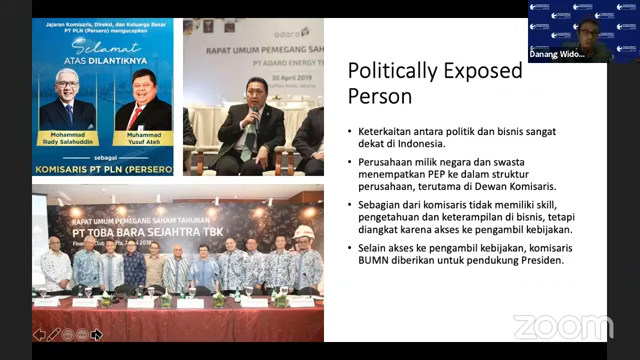 Jajaran Komisaris, Direksi, dan Keluarga Besar
PT PLN (Persero) mengucapkan
Selamat
ATAS DILANTIKNYA
Mohammad
Rudy Salahuddin
Muhammad
Yusuf Ateh
sebagai
KOMISARIS PT PLN (PERSERO)
adaro
RAPAT UMUM PEMEGANG SAHAM
PT ADARO ENERGY
30 April 2019
RAPAT UMUM PEMEGANG SAHAM TAHUNAN
PT TOBA BARA SEJAHTRA TBK
Politically Exposed
Person
• Keterkaitan antara politik dan bisnis sangat
dekat di Indonesia.
• Perusahaan milik negara dan swasta
menempatkan PEP ke dalam struktur
perusahaan, terutama di Dewan Komisaris.
• Sebagian dari komisaris tidak memiliki skill,
pengetahuan dan keterampilan di bisnis, tetapi
diangkat karena akses ke pengambil kebijakan.
• Selain akses ke pengambil kebijakan, komisaris
BUMN diberikan untuk pendukung Presiden.
Danang Wido...
zoom